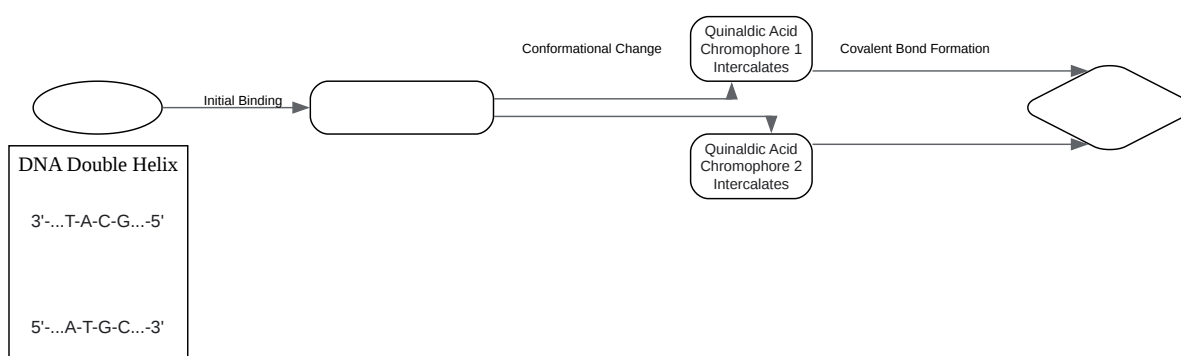 Quinaldic Acid
Chromophore 1
Intercalates
Conformational Change
Covalent Bond Formation
Initial Binding
Quinaldic Acid
Chromophore 2
Intercalates
DNA Double Helix
3'-...T-A-C-G...-5'
5'-...A-T-G-C...-3'